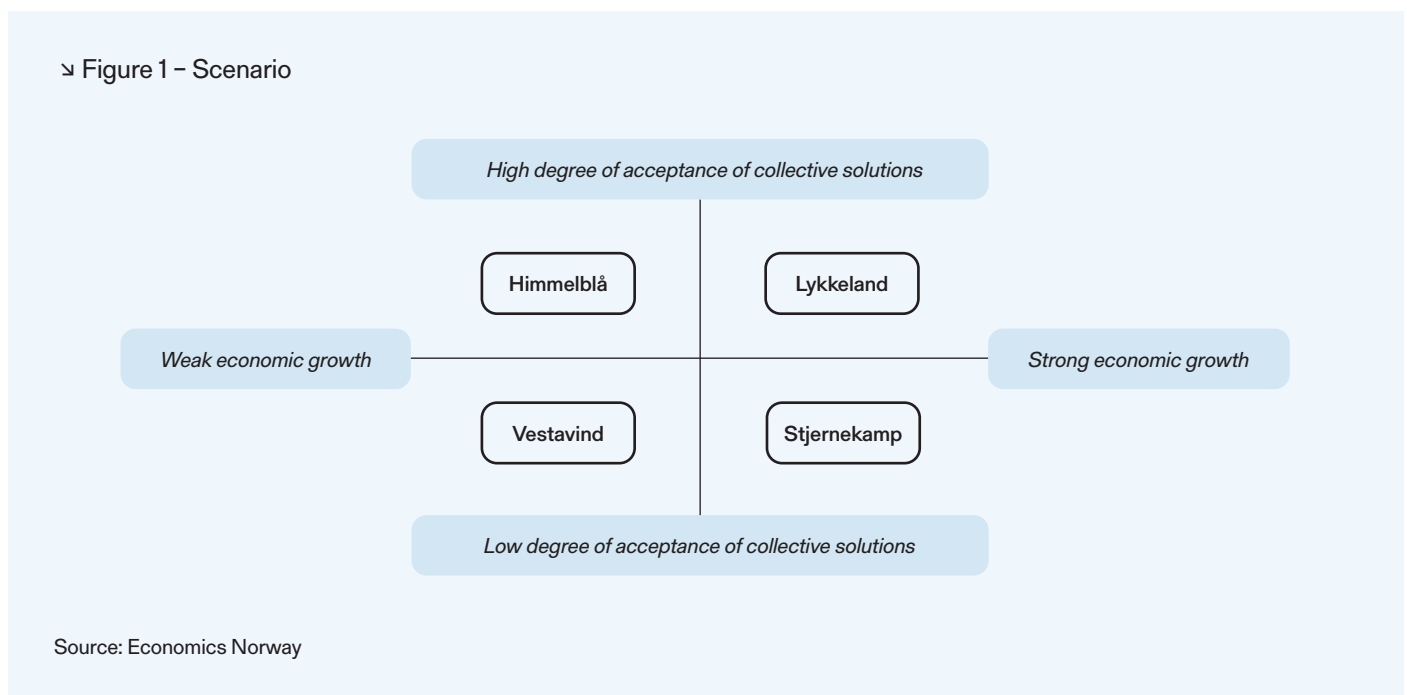 ↘ Figure 1 – Scenario
High degree of acceptance of collective solutions
Himmelblå
Lykkeland
Weak economic growth
Strong economic growth
Vestavind
Stjernekamp
Low degree of acceptance of collective solutions
Source: Economics Norway